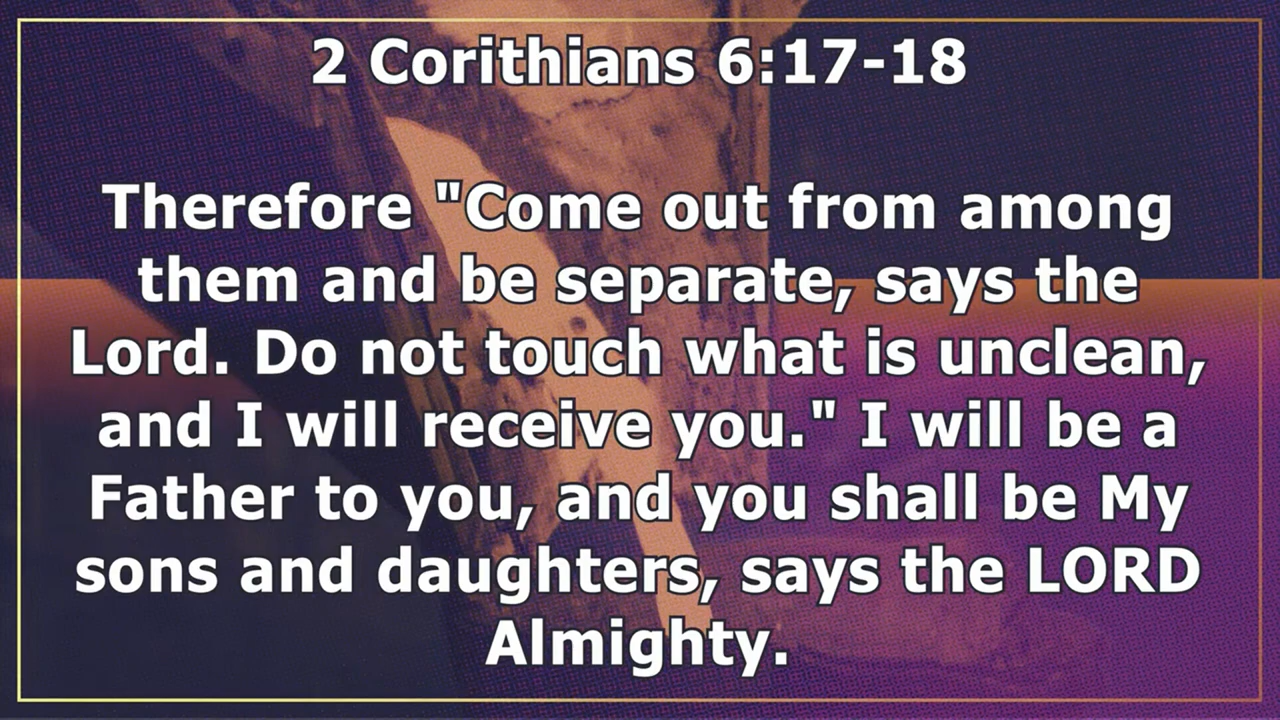 2 Corithians 6:17-18
Therefore "Come out from among
them and be separate, says the
Lord. Do not touch what is unclean,
and I will receive you." I will be a
Father to you, and you shall be My
sons and daughters, says the LORD
Almighty.